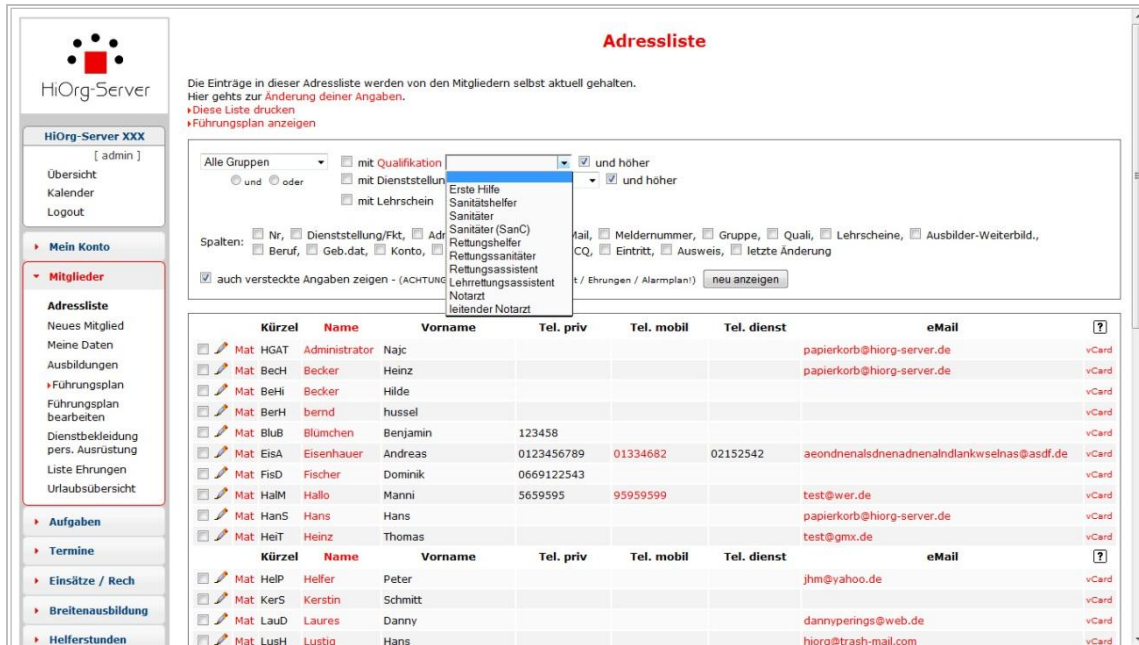 HiOrg-Server
HiOrg-Server XXX
[ admin ]
Übersicht
Kalender
Logout
Mein Konto
Mitglieder
Adressliste
Neues Mitglied
Meine Daten
Ausbildungen
Führungsplan
Führungsplan
bearbeiten
Dienstbekleidung
pers. Ausrüstung
Liste Ehrungen
Urlaubsübersicht
Aufgaben
Termine
Einsätze / Rech
Breitenausbildung
Helferstunden
Adressliste
Die Einträge in dieser Adressliste werden von den Mitgliedern selbst aktuell gehalten.
Hier gehts zur Änderung deiner Angaben.
Diese Liste drucken
Führungsplan anzeigen
Alle Gruppen mit Qualifikation und höher
und oder mit Dienststellun und höher
mit Lehrschein
Erste Hilfe
Sanitätshelfer
Sanitäter
Sanitäter (SanC)
Rettungshelfer
Rettungssanitäter
Rettungsassistent
Lehrrettungsassistent
Notarzt
leitender Notarzt
Spalten: Nr, Dienststellung/Fkt, Adr ail, Meldernummer, Gruppe, Quali, Lehrscheine, Ausbilder-Weiterbild.,
Beruf, Geb.dat, Konto, CQ, Eintritt, Ausweis, letzte Änderung
auch versteckte Angaben zeigen - (ACHTUNG t / Ehrungen / Alarmplan!) neu anzeigen
Kürzel Name Vorname Tel. priv Tel. mobil Tel. dienst eMail ?
Mat HGAT Administrator Najc papierkorb@hiorg-server.de vCard
Mat BecH Becker Heinz papierkorb@hiorg-server.de vCard
Mat BeHi Becker Hilde vCard
Mat BerH bernd hussel vCard
Mat BluB Blümchen Benjamin 123458 vCard
Mat EisA Eisenhauer Andreas 0123456789 01334682 02152542 aeondnenalsdnenadnenalndlankwselnas@asdf.de vCard
Mat FisD Fischer Dominik 0669122543 vCard
Mat HalM Hallo Manni 5659595 95959599 test@wer.de vCard
Mat HanS Hans Hans papierkorb@hiorg-server.de vCard
Mat HeiT Heinz Thomas test@gmx.de vCard
Kürzel Name Vorname Tel. priv Tel. mobil Tel. dienst eMail ?
Mat HelP Helfer Peter jhm@yahoo.de vCard
Mat KerS Kerstin Schmitt vCard
Mat LauD Laures Danny dannyperings@web.de vCard
Mat LusH Lustig Hans hiorg@trash-mail.com vCard